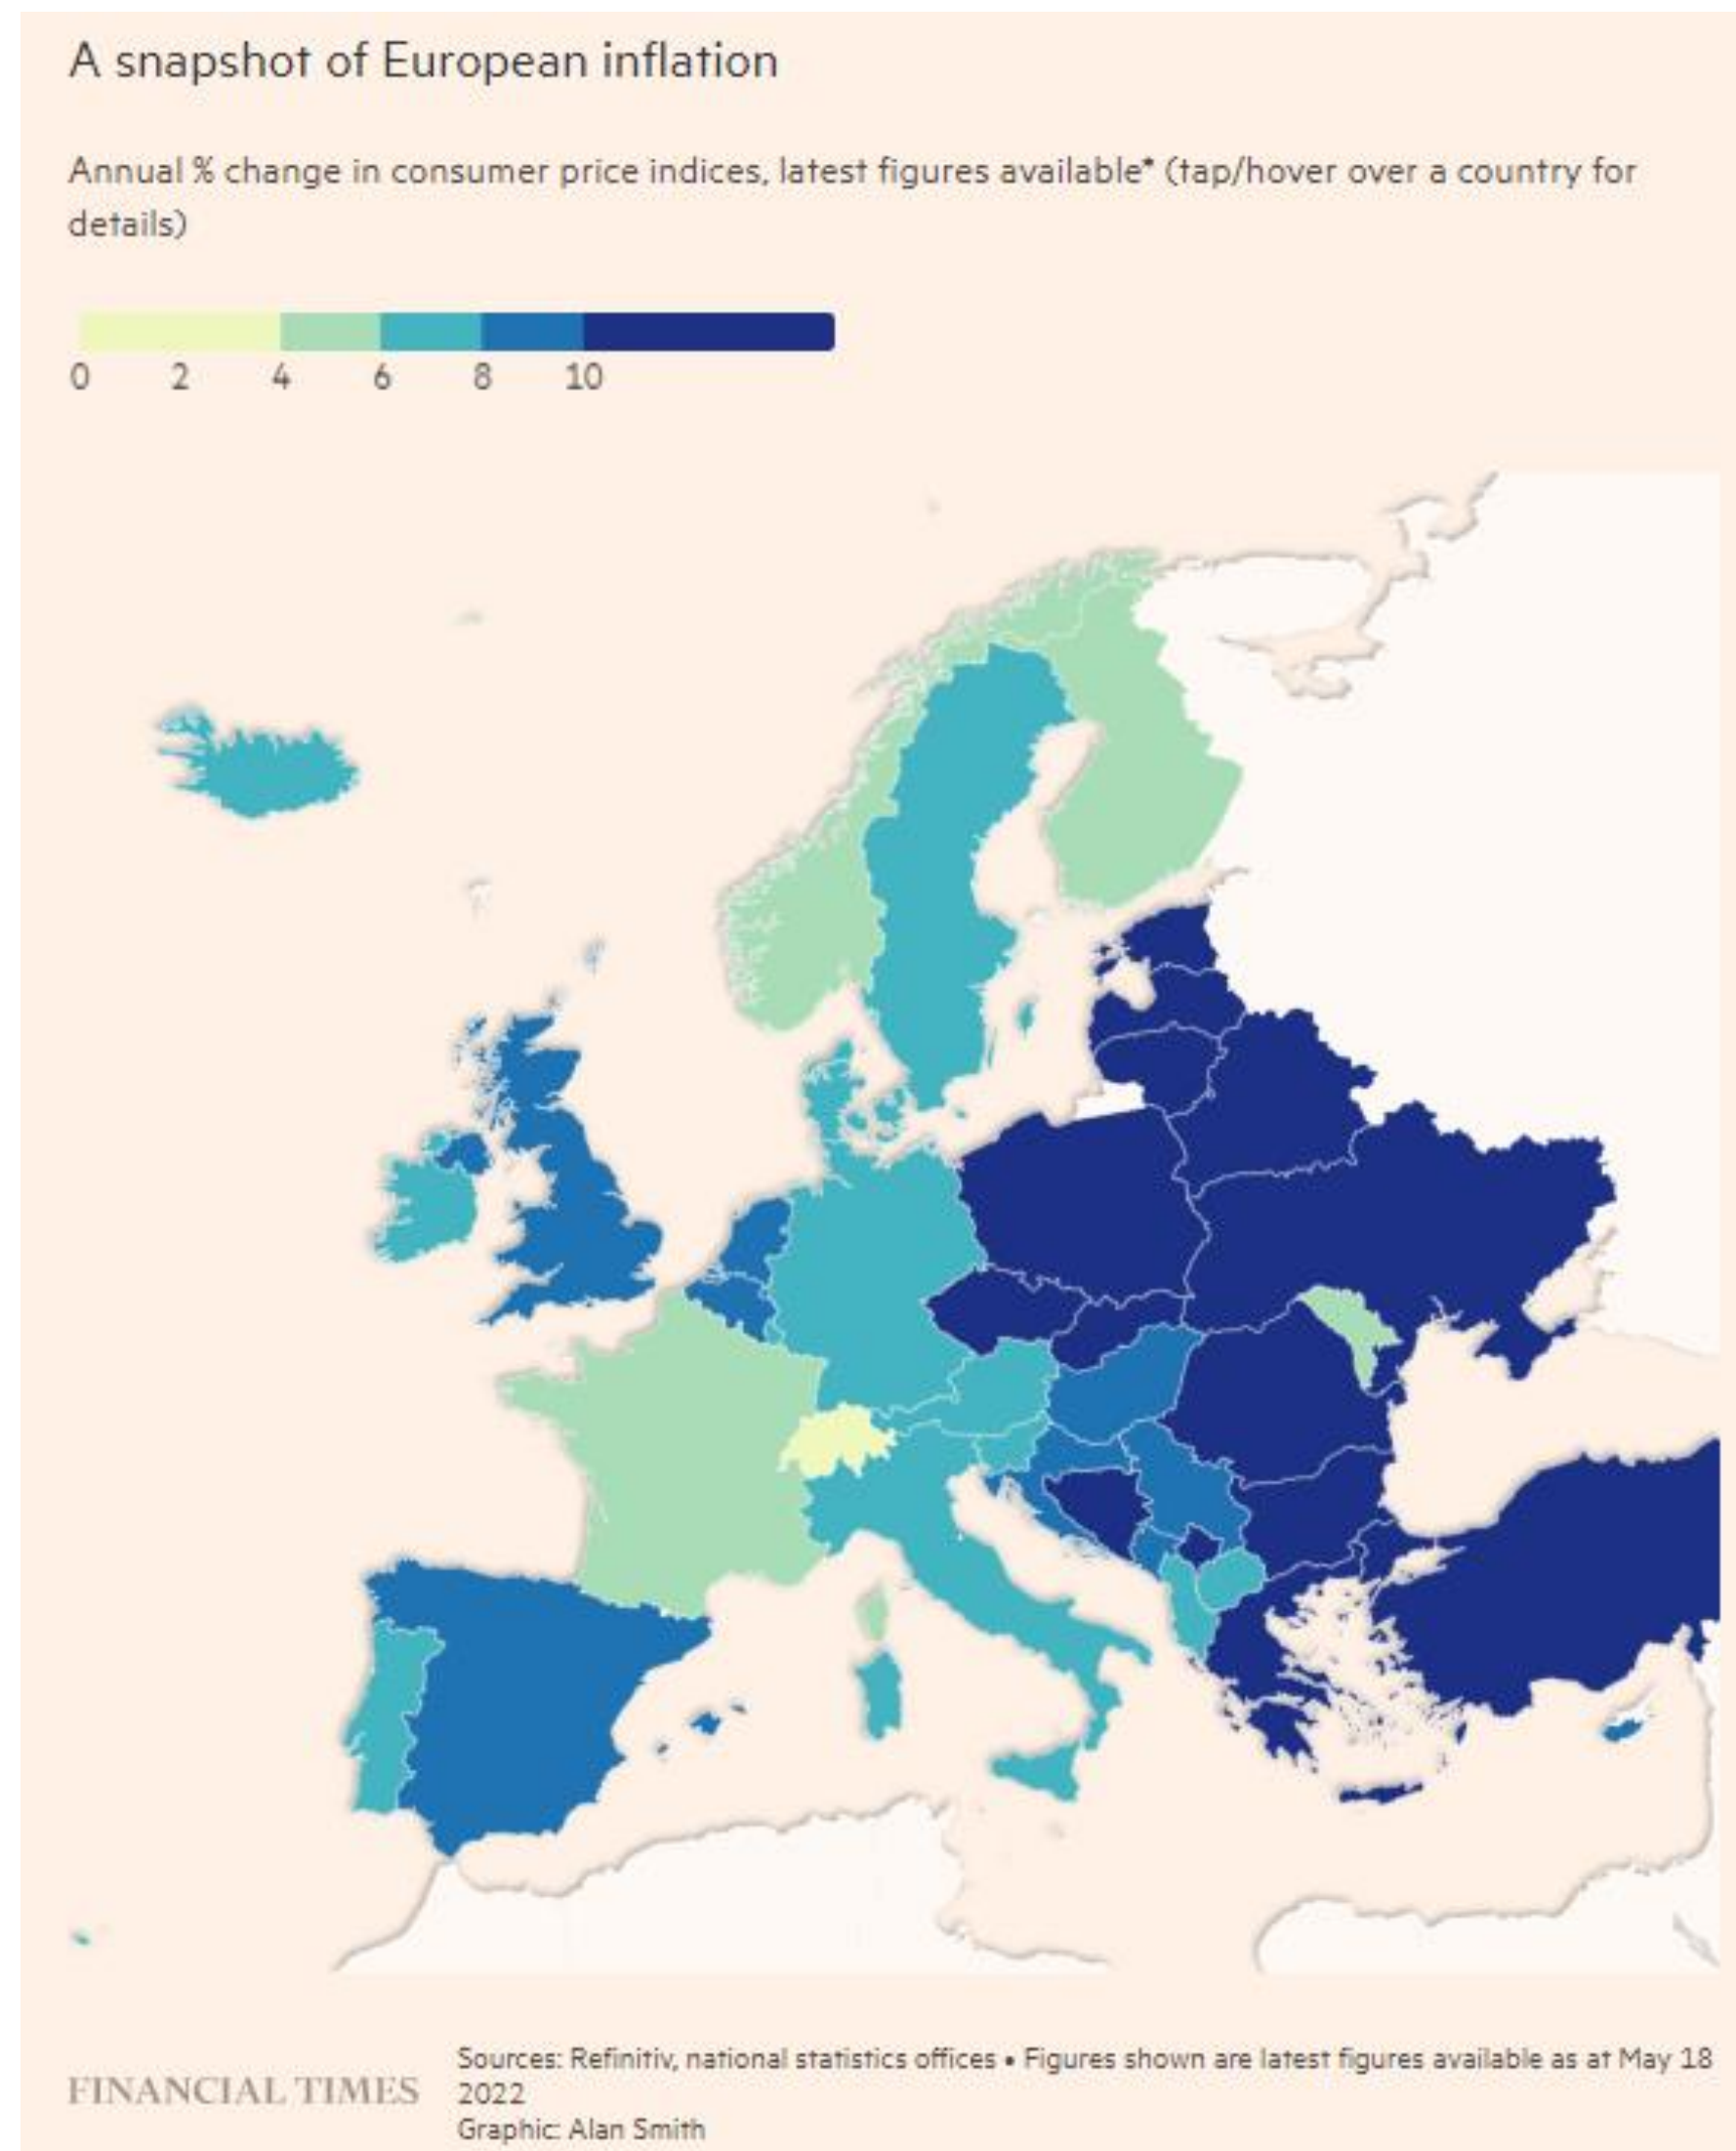 A snapshot of European inflation
Annual % change in consumer price indices, latest figures available* (tap/hover over a country for
details)
0 2 4 6 8 10
FINANCIAL TIMES
Sources: Refinitiv, national statistics offices • Figures shown are latest figures available as at May 18
2022
Graphic: Alan Smith